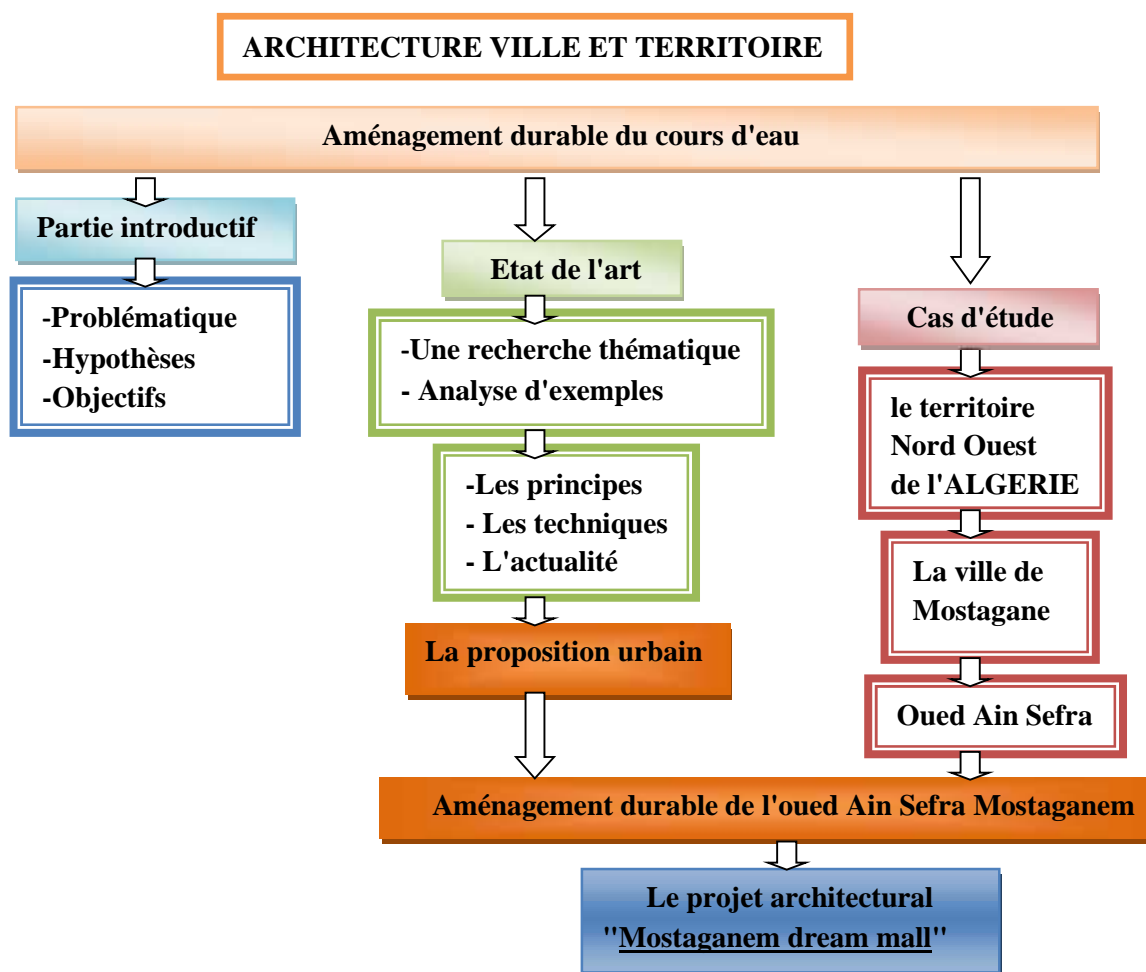 ARCHITECTURE VILLE ET TERRITOIRE
Aménagement durable du cours d'eau
Partie introductif
-Problématique
-Hypothèses
-Objectifs
Etat de l'art
-Une recherche thématique
- Analyse d'exemples
-Les principes
- Les techniques
- L'actualité
La proposition urbain
Cas d'étude
le territoire
Nord Ouest
de l'ALGERIE
La ville de
Mostagane
Oued Ain Sefra
Aménagement durable de l'oued Ain Sefra Mostaganem
Le projet architectural
"Mostaganem dream mall"